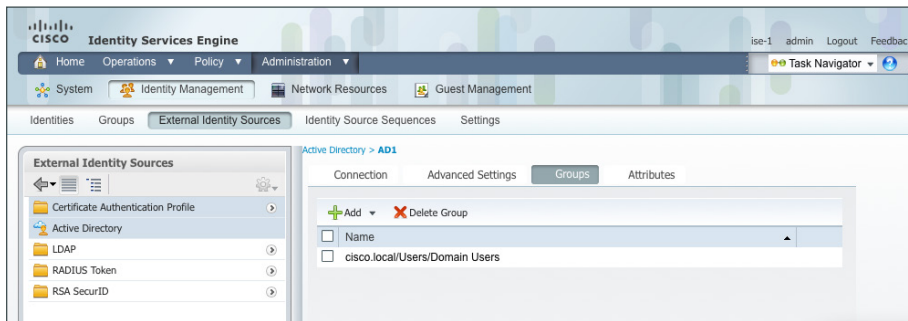 CISCO Identity Services Engine
ise-1 admin Logout Feedbac
Home Operations Policy Administration
Task Navigator
System Identity Management Network Resources Guest Management
Identities Groups External Identity Sources Identity Source Sequences Settings
Active Directory > AD1
External Identity Sources
Connection Advanced Settings Groups Attributes
Certificate Authentication Profile
Active Directory
LDAP
RADIUS Token
RSA SecurID
Add Delete Group
Name
cisco.local/Users/Domain Users